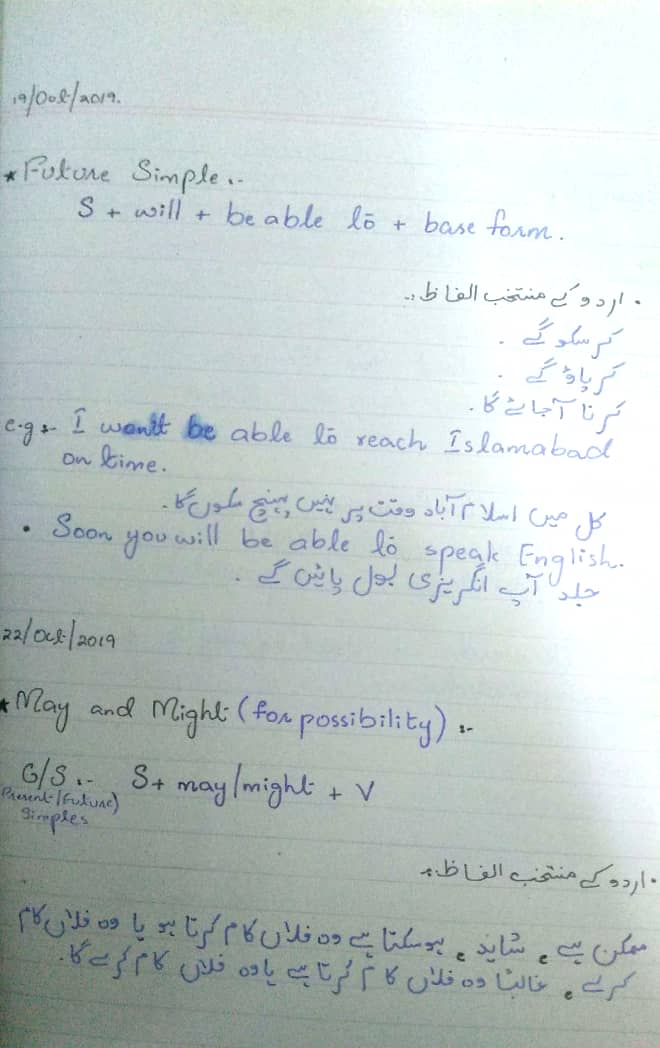 19/Oct/2019.
* Future Simple :-
S + will + be able to + base form.
• اردو کے منتخب الفاظ :-
کر سکو گے ۔
کر پاؤ گے ۔
کرنا آ جائے گا ۔
e.g :- I won't be able to reach Islamabad
on time.
کل میں اسلام آباد وقت پر نہیں پہنچ سکوں گا ۔
• Soon you will be able to speak English.
جلد آپ انگریزی بول پائیں گے ۔
22/Oct/2019
* May and Might (for possibility) :-
G/S :- S + may/might + V
(Present/Future)
Simples
• اردو کے منتخب الفاظ :-
ممکن ہے ، شاید ، ہو سکتا ہے وہ فلاں کام کرتا ہو یا وہ فلاں کام
کرے ، غالباً وہ فلاں کام کرتا ہے یا وہ فلاں کام کرے گا ۔